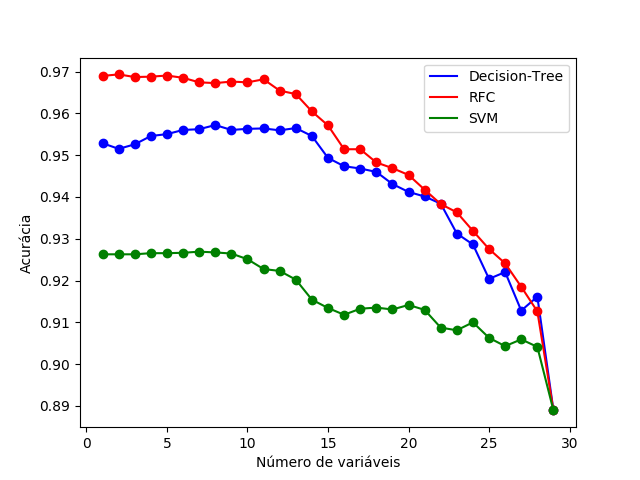 Decision-Tree
RFC
SVM
Acurácia
0.97
0.96
0.95
0.94
0.93
0.92
0.91
0.90
0.89
0 5 10 15 20 25 30
Número de variáveis